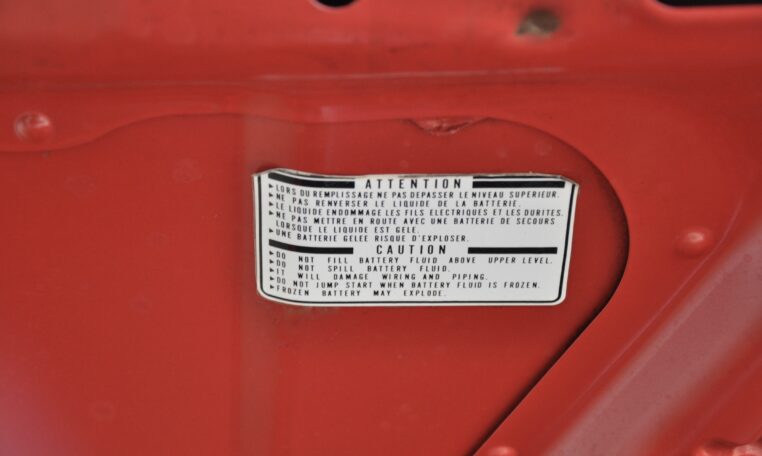 ATTENTION
▸LORS DU REMPLISSAGE NE PAS DEPASSER LE NIVEAU SUPERIEUR.
▸NE PAS RENVERSER LE LIQUIDE DE LA BATTERIE.
▸LE LIQUIDE ENDOMMAGE LES FILS ELECTRIQUES ET LES DURITES.
▸NE PAS METTRE EN ROUTE AVEC UNE BATTERIE DE SECOURS
LORSQUE LE LIQUIDE EST GELE.
▸UNE BATTERIE GELEE RISQUE D'EXPLOSER.
CAUTION
▸DO NOT FILL BATTERY FLUID ABOVE UPPER LEVEL.
▸DO NOT SPILL BATTERY FLUID.
▸IT WILL DAMAGE WIRING AND PIPING.
▸DO NOT JUMP START WHEN BATTERY FLUID IS FROZEN.
▸FROZEN BATTERY MAY EXPLODE.